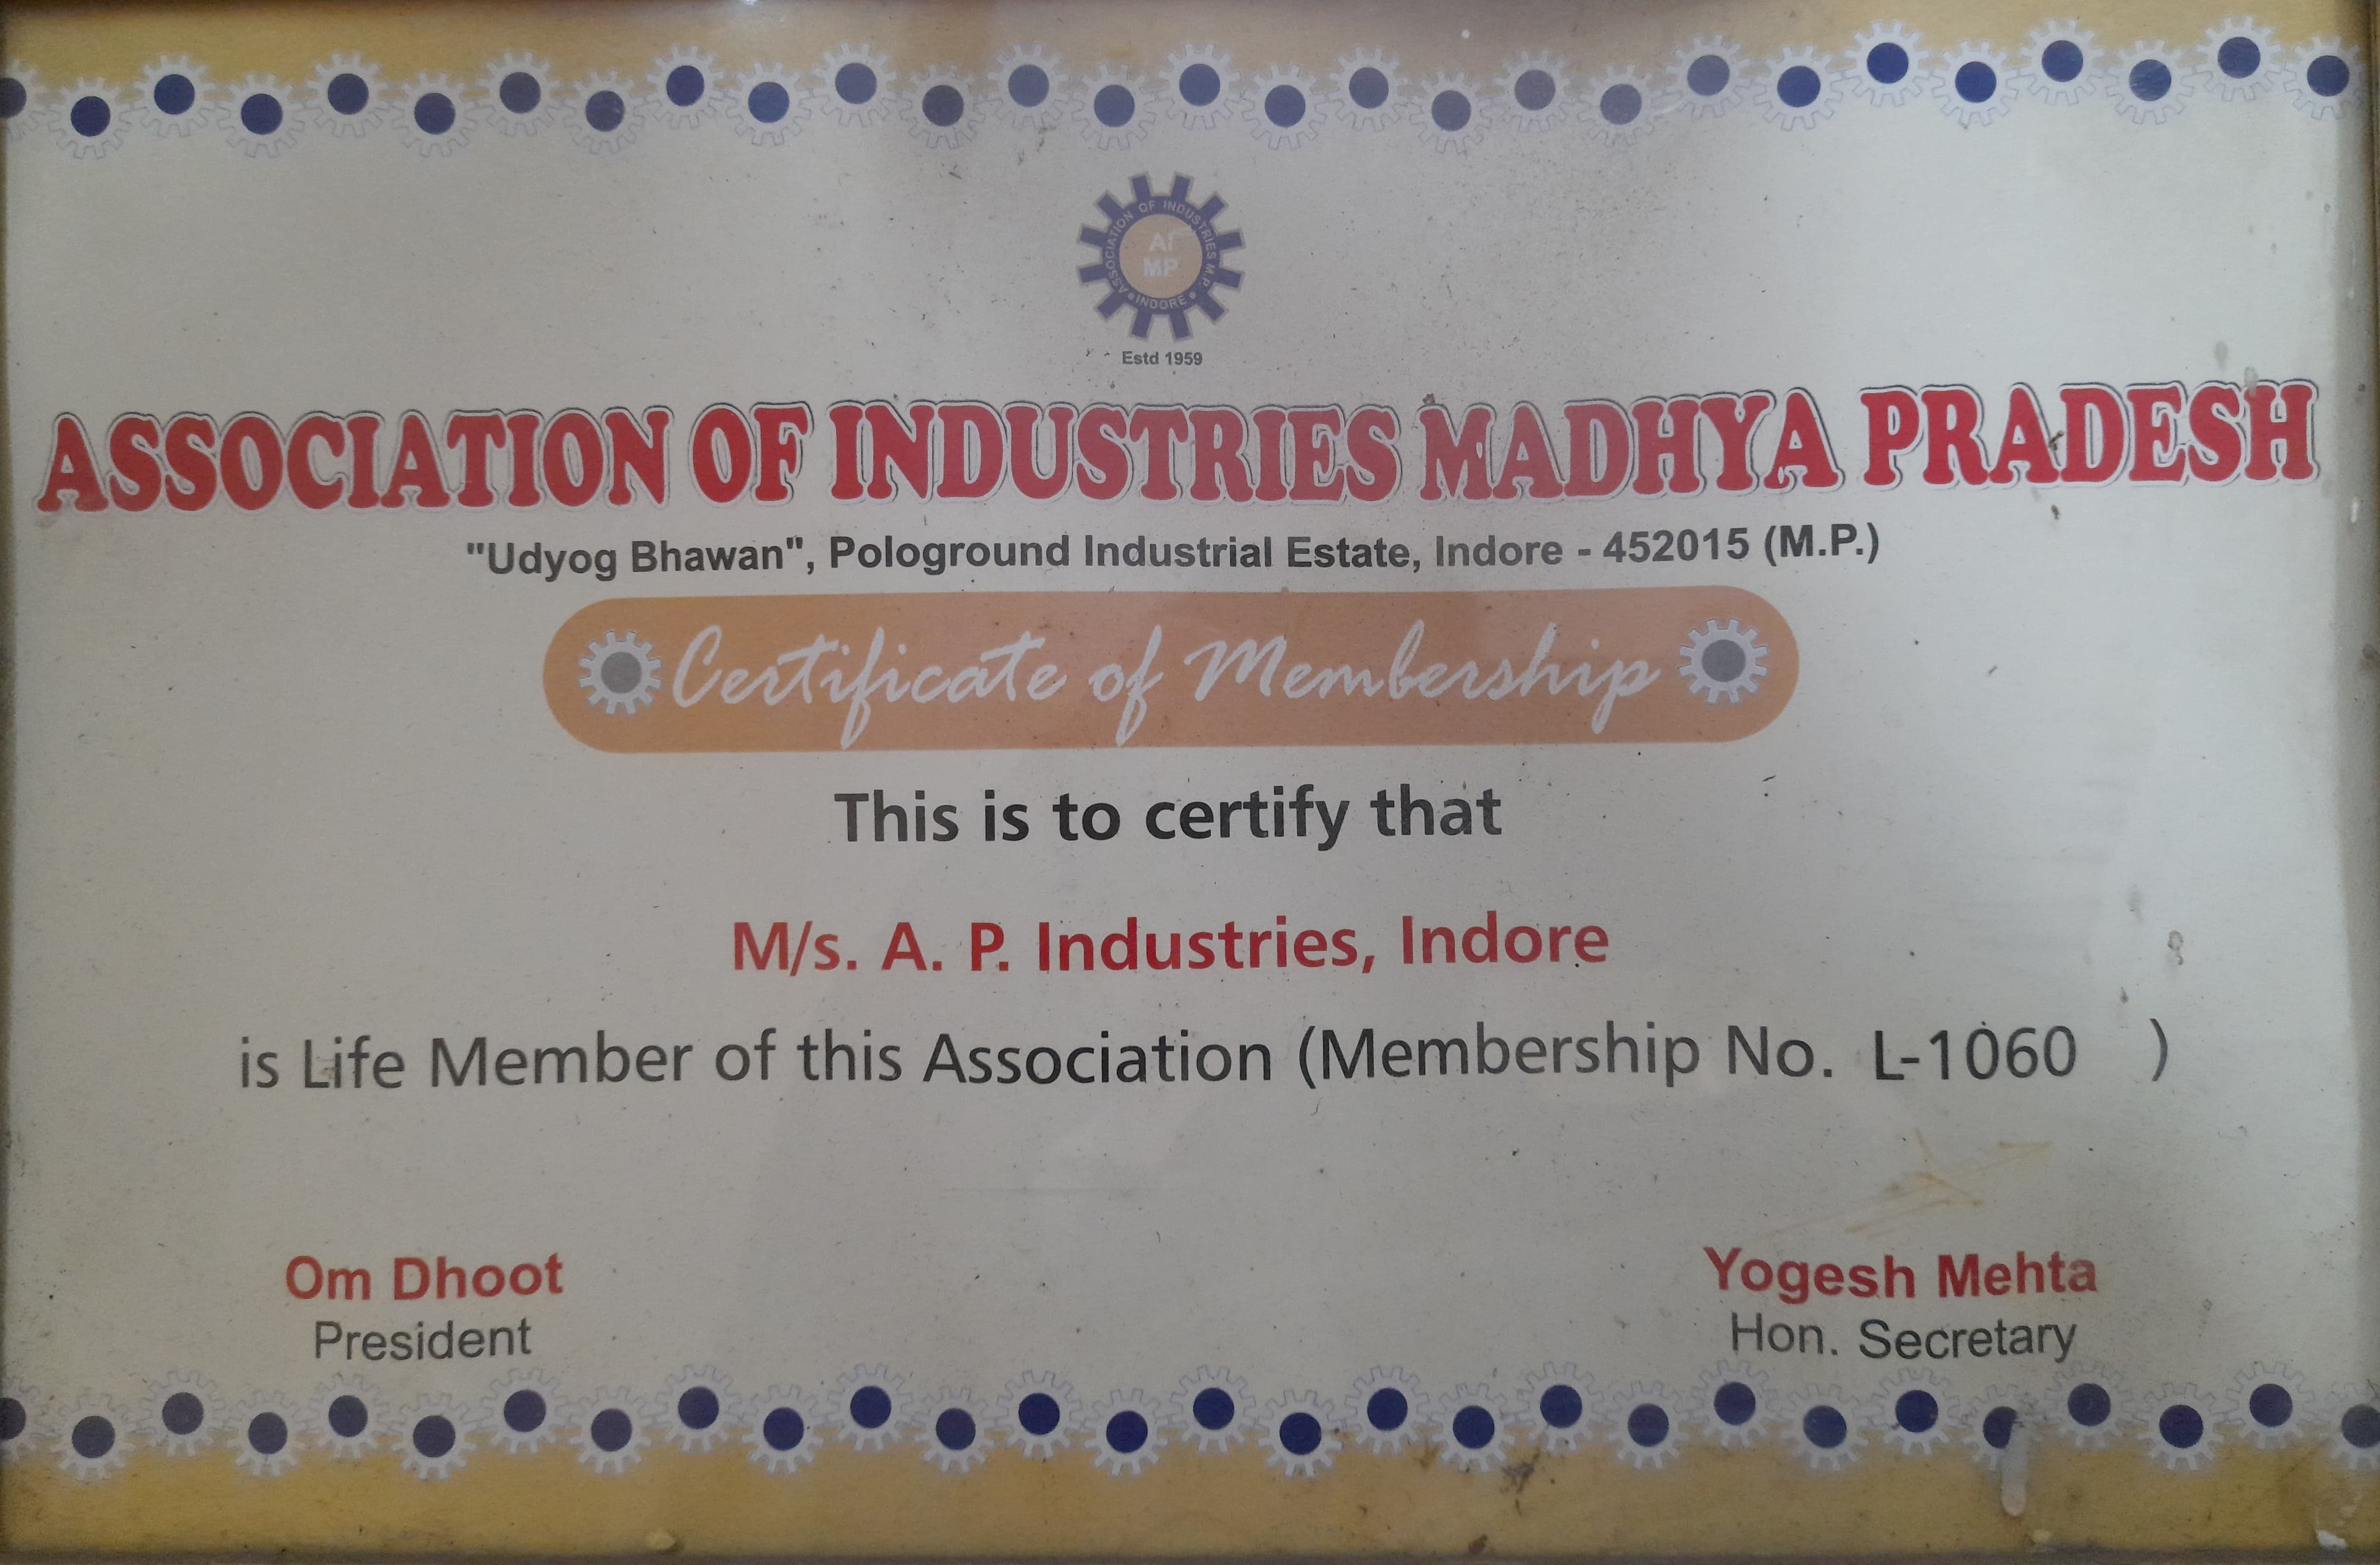 ASSOCIATION OF INDUSTRIES M.P.
AI
MP
INDORE
Estd 1959
ASSOCIATION OF INDUSTRIES MADHYA PRADESH
"Udyog Bhawan", Pologround Industrial Estate, Indore - 452015 (M.P.)
Certificate of Membership
This is to certify that
M/s. A. P. Industries, Indore
is Life Member of this Association (Membership No. L-1060 )
Om Dhoot
President
Yogesh Mehta
Hon. Secretary